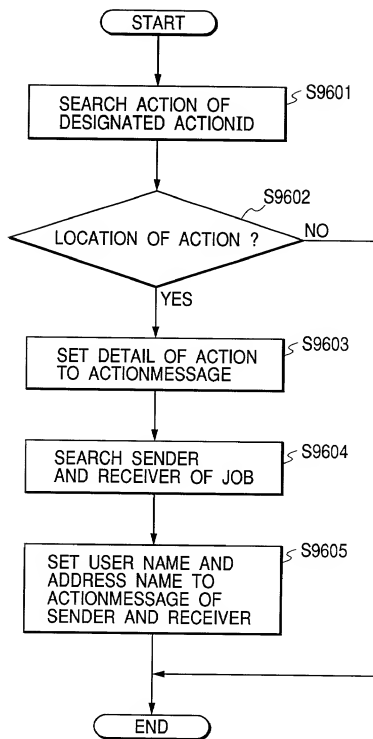 START
S9601
SEARCH ACTION OF
DESIGNATED ACTIONID
S9602
LOCATION OF ACTION ?
NO
YES
S9603
SET DETAIL OF ACTION
TO ACTIONMESSAGE
S9604
SEARCH SENDER
AND RECEIVER OF JOB
S9605
SET USER NAME AND
ADDRESS NAME TO
ACTIONMESSAGE OF
SENDER AND RECEIVER
END